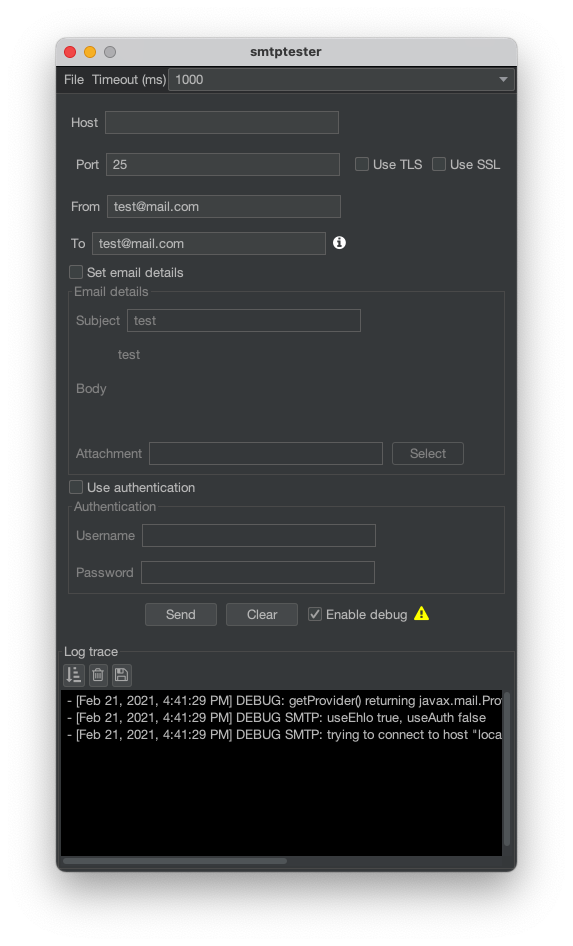 smtptester
File Timeout (ms) 1000
Host
Port 25 Use TLS Use SSL
From test@mail.com
To test@mail.com
Set email details
Email details
Subject test
test
Body
Attachment Select
Use authentication
Authentication
Username
Password
Send Clear Enable debug
Log trace
- [Feb 21, 2021, 4:41:29 PM] DEBUG: getProvider() returning javax.mail.Pro
- [Feb 21, 2021, 4:41:29 PM] DEBUG SMTP: useEhlo true, useAuth false
- [Feb 21, 2021, 4:41:29 PM] DEBUG SMTP: trying to connect to host "loca